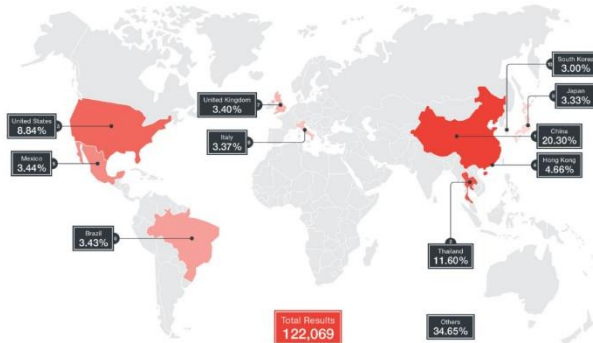 South Korea
3.00%
United Kingdom
3.40%
Japan
3.33%
United States
8.84%
Italy
3.37%
China
20.30%
Mexico
3.44%
Hong Kong
4.66%
Brazil
3.43%
Thailand
11.60%
Total Results
122,069
Others
34.65%